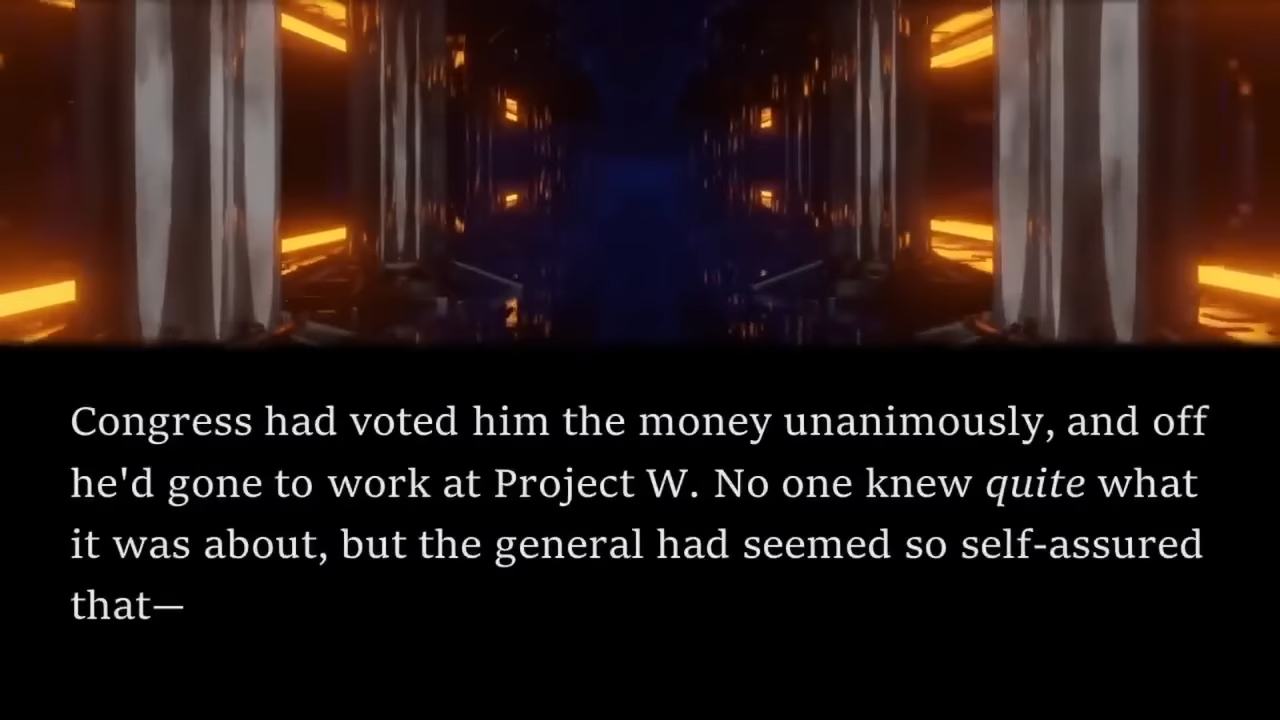 Congress had voted him the money unanimously, and off
he'd gone to work at Project W. No one knew quite what
it was about, but the general had seemed so self-assured
that—